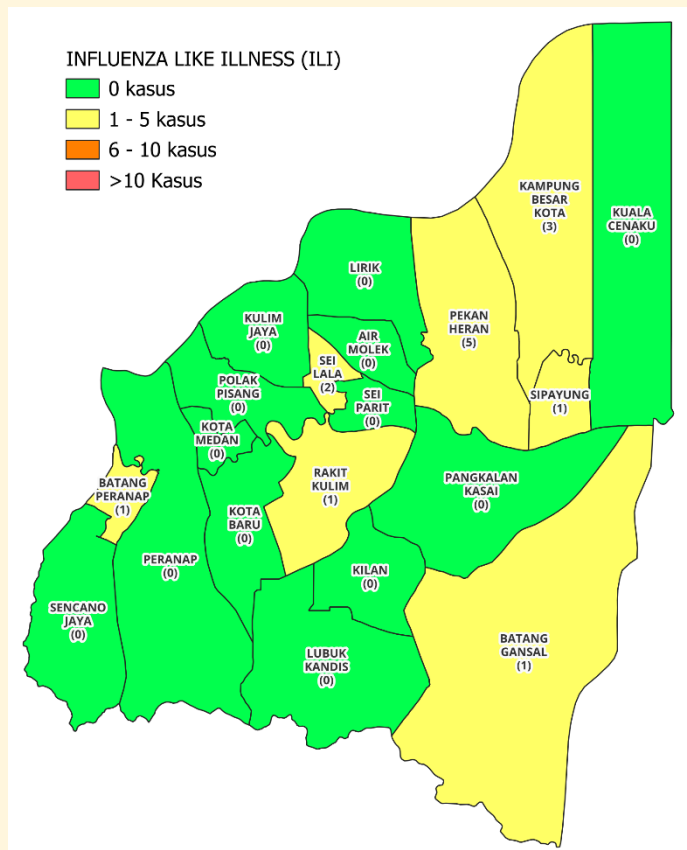 INFLUENZA LIKE ILLNESS (ILI)
0 kasus
1 - 5 kasus
6 - 10 kasus
>10 Kasus
KAMPUNG
BESAR
KOTA
(3)
KUALA
CENAKU
(0)
LIRIK
(0)
PEKAN
HERAN
(5)
KULIM
JAYA
(0)
AIR
MOLEK
(0)
SEI
LALA
(2)
POLAK
PISANG
(0)
SEI
PARIT
(0)
SIPAYUNG
(1)
KOTA
MEDAN
(0)
RAKIT
KULIM
(1)
PANGKALAN
KASAI
(0)
BATANG
PERANAP
(1)
KOTA
BARU
(0)
PERANAP
(0)
KILAN
(0)
SENCANO
JAYA
(0)
BATANG
GANSAL
(1)
LUBUK
KANDIS
(0)